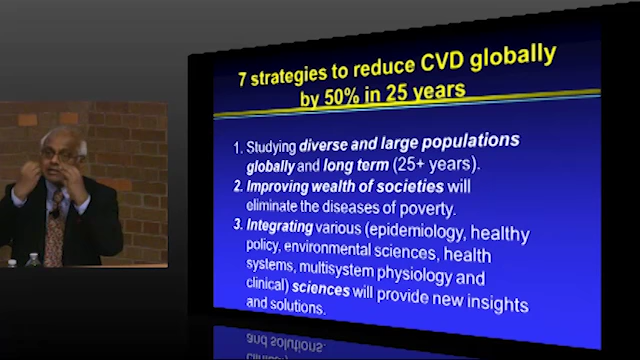 7 strategies to reduce CVD globally
by 50% in 25 years
1. Studying diverse and large populations
globally and long term (25+ years).
2. Improving wealth of societies will
eliminate the diseases of poverty.
3. Integrating various (epidemiology, healthy
policy, environmental sciences, health
systems, multisystem physiology and
clinical) sciences will provide new insights
and solutions.